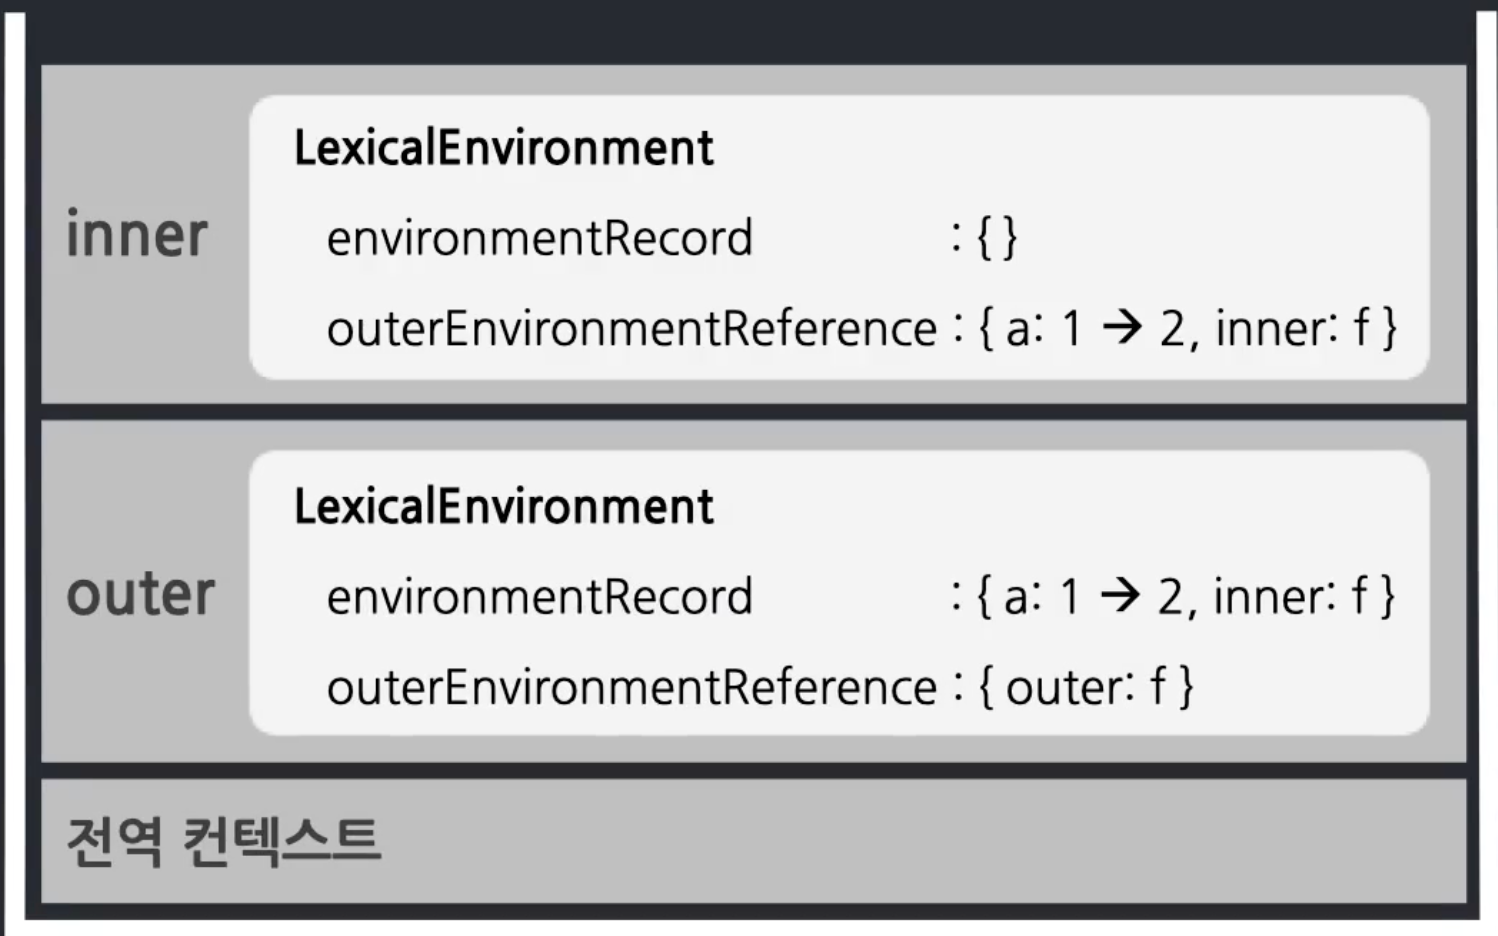 inner
LexicalEnvironment
environmentRecord : { }
outerEnvironmentReference : { a: 1 → 2, inner: f }
outer
LexicalEnvironment
environmentRecord : { a: 1 → 2, inner: f }
outerEnvironmentReference : { outer: f }
전역 컨텍스트